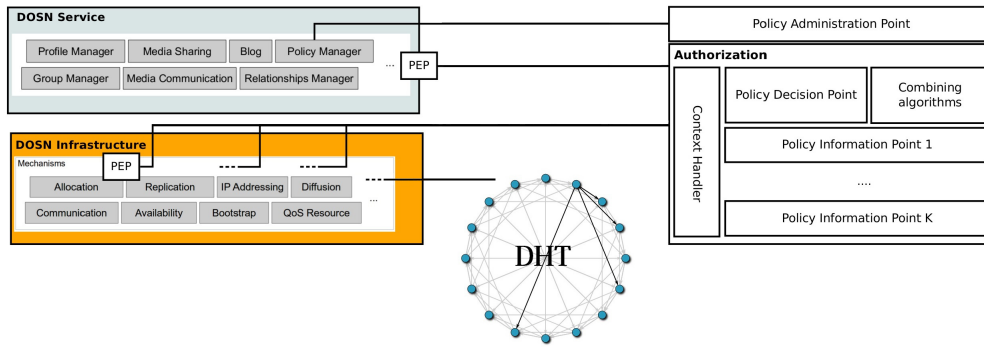 DOSN Service
Profile Manager
Media Sharing
Blog
Policy Manager
Group Manager
Media Communication
Relationships Manager
...
PEP
Policy Administration Point
Authorization
Context Handler
Policy Decision Point
Combining
algorithms
Policy Information Point 1
....
Policy Information Point K
DOSN Infrastructure
Mechanisms
PEP
Allocation
Replication
IP Addressing
Diffusion
Communication
Availability
Bootstrap
QoS Resource
...
DHT